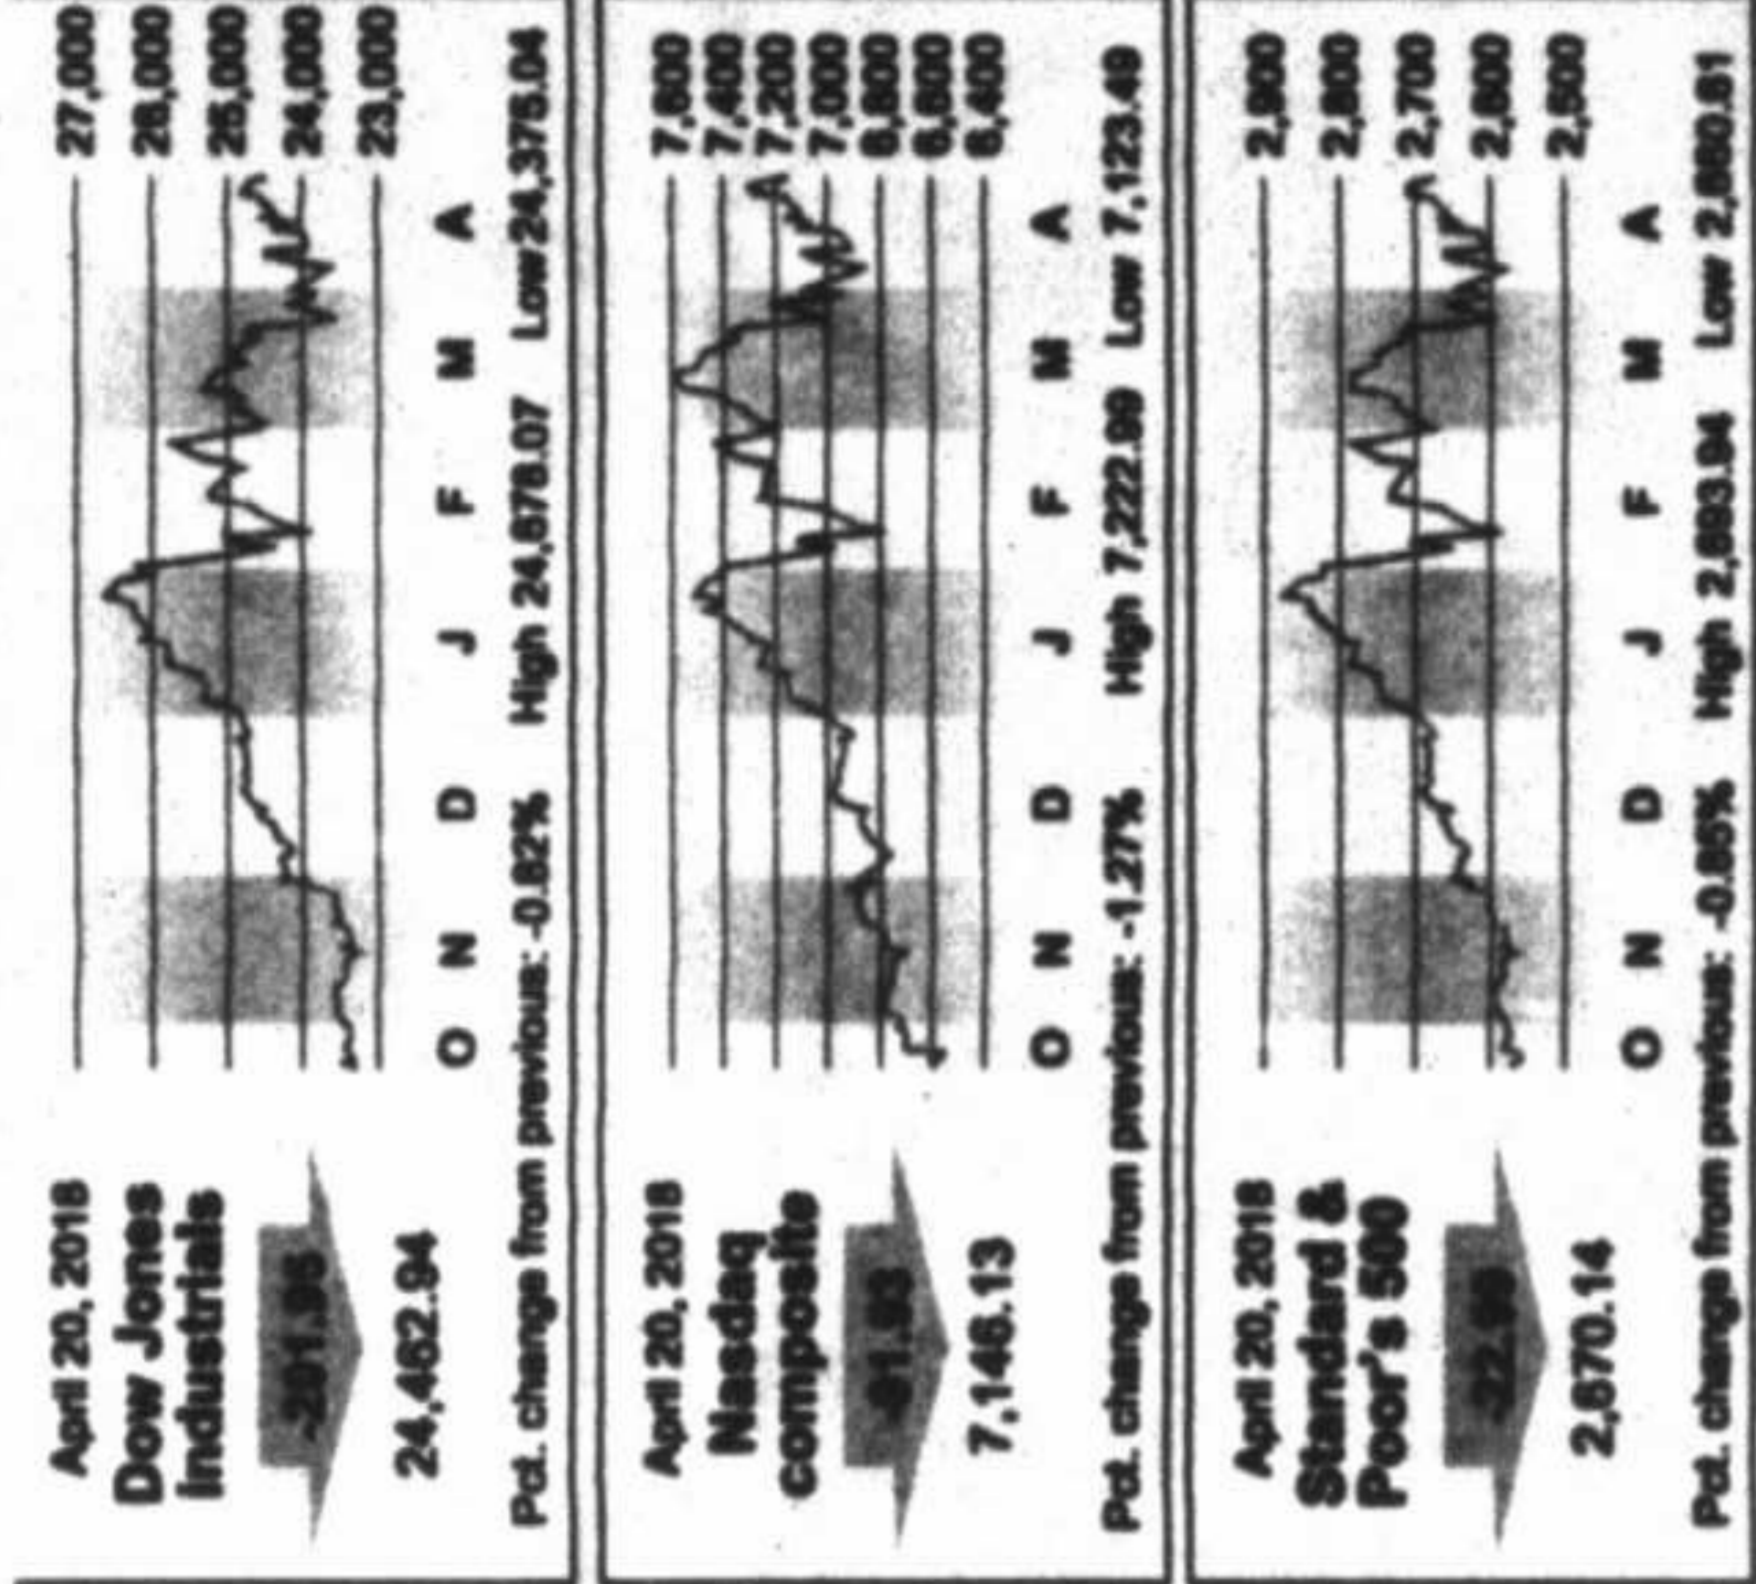 April 20, 2018
Dow Jones
industrials
-201.95
24,462.94
27,000
26,000
25,000
24,000
23,000
O N D J F M A
Pct. change from previous: -0.82% High 24,678.07 Low 24,375.04
April 20, 2018
Nasdaq
composite
-91.93
7,146.13
7,600
7,400
7,200
7,000
6,800
6,600
6,400
O N D J F M A
Pct. change from previous: -1.27% High 7,222.99 Low 7,123.49
April 20, 2018
Standard &
Poor's 500
-22.99
2,670.14
2,900
2,800
2,700
2,600
2,500
O N D J F M A
Pct. change from previous: -0.85% High 2,693.94 Low 2,660.61